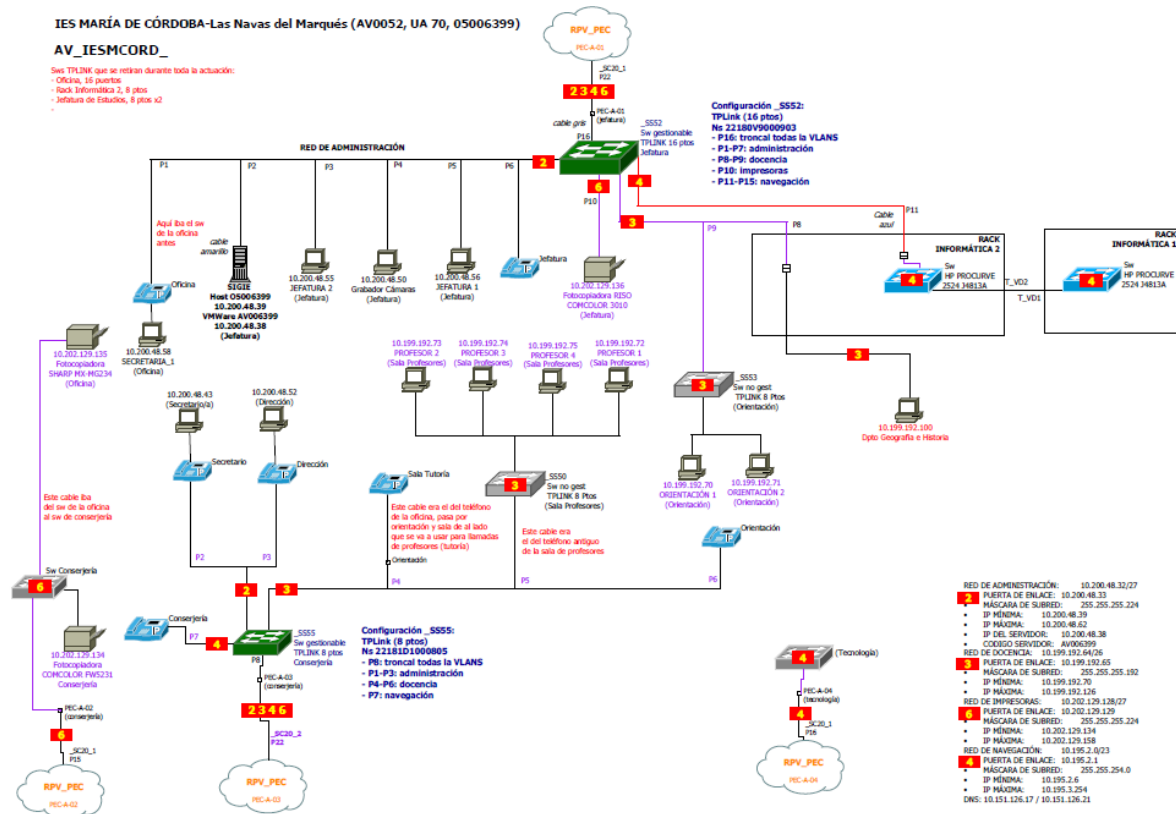 IES MARÍA DE CÓRDOBA-Las Navas del Marqués (AV0052, UA 70, 05006399)
AV_IESMCORD_
Sws TPLINK que se retiran durante toda la actuación:
- Oficina, 16 puertos
- Rack Informática 2, 8 ptos
- Jefatura de Estudios, 8 ptos x2
-
RPV_PEC
PEC-A-01
_SC20_1
P22
2 3 4 6
PEC-A-01
(jefatura)
cable gris
P16
_SS52
Sw gestionable
TPLINK 16 ptos
Jefatura
Configuración _SS52:
TPLink (16 ptos)
Ns 22180V9000903
- P16: troncal todas la VLANS
- P1-P7: administración
- P8-P9: docencia
- P10: impresoras
- P11-P15: navegación
RED DE ADMINISTRACIÓN
P1
P2
P3
P4
P5
P6
2
6
4
P10
3
P9
P8
P11
Cable
azul
Aquí iba el sw
de la oficina
antes
cable
amarillo
Oficina
10.200.48.58
SECRETARIA_1
(Oficina)
SIGIE
Host O5006399
10.200.48.39
VMWare AV006399
10.200.48.38
(Jefatura)
10.200.48.55
JEFATURA 2
(Jefatura)
10.200.48.50
Grabador Cámaras
(Jefatura)
10.200.48.56
JEFATURA 1
(Jefatura)
Jefatura
10.202.129.136
Fotocopiadora RISO
COMCOLOR 3010
(Jefatura)
RACK
INFORMÁTICA 2
Sw
HP PROCURVE
2524 J4813A
4
T_VD2
T_VD1
RACK
INFORMÁTICA 1
Sw
HP PROCURVE
2524 J4813A
4
10.202.129.135
Fotocopiadora
SHARP MX-MG234
(Oficina)
10.199.192.73
PROFESOR 2
(Sala Profesores)
10.199.192.74
PROFESOR 3
(Sala Profesores)
10.199.192.75
PROFESOR 4
(Sala Profesores)
10.199.192.72
PROFESOR 1
(Sala Profesores)
3
_SS53
Sw no gest
TPLINK 8 Ptos
(Orientación)
3
10.199.192.100
Dpto Geografia e Historia
10.200.48.43
(Secretario/a)
10.200.48.52
(Dirección)
Secretario
Dirección
Sala Tutoría
3
_SS50
Sw no gest
TPLINK 8 Ptos
(Sala Profesores)
10.199.192.70
ORIENTACIÓN 1
(Orientación)
10.199.192.71
ORIENTACIÓN 2
(Orientación)
Este cable iba
del sw de la oficina
al sw de conserjería
Este cable era el del teléfono
de la oficina, pasa por
orientación y sala de al lado
que se va a usar para llamadas
de profesores (tutoría)
Este cable era
el del teléfono antiguo
de la sala de profesores
Orientación
Orientación
P2
P3
P4
P5
P6
2
3
Sw Conserjería
6
Conserjería
P7
4
_SS55
Sw gestionable
TPLINK 8 ptos
Conserjería
P8
Configuración _SS55:
TPLink (8 ptos)
Ns 22181D1000805
- P8: troncal todas la VLANS
- P1-P3: administración
- P4-P6: docencia
- P7: navegación
10.202.129.134
Fotocopiadora
COMCOLOR FW5231
Conserjería
PEC-A-03
(conserjería)
2 3 4 6
_SC20_2
P22
RPV_PEC
PEC-A-03
PEC-A-02
(conserjería)
6
_SC20_1
P15
RPV_PEC
PEC-A-02
4
(Tecnología)
PEC-A-04
(tecnología)
4
_SC20_1
P16
RPV_PEC
PEC-A-04
RED DE ADMINISTRACIÓN: 10.200.48.32/27
2 PUERTA DE ENLACE: 10.200.48.33
• MÁSCARA DE SUBRED: 255.255.255.224
• IP MÍNIMA: 10.200.48.39
• IP MÁXIMA: 10.200.48.62
• IP DEL SERVIDOR: 10.200.48.38
• CODIGO SERVIDOR: AV006399
RED DE DOCENCIA: 10.199.192.64/26
3 PUERTA DE ENLACE: 10.199.192.65
• MÁSCARA DE SUBRED: 255.255.255.192
• IP MÍNIMA: 10.199.192.70
• IP MÁXIMA: 10.199.192.126
RED DE IMPRESORAS: 10.202.129.128/27
6 PUERTA DE ENLACE: 10.202.129.129
• MÁSCARA DE SUBRED: 255.255.255.224
• IP MÍNIMA: 10.202.129.134
• IP MÁXIMA: 10.202.129.158
RED DE NAVEGACIÓN: 10.195.2.0/23
4 PUERTA DE ENLACE: 10.195.2.1
• MÁSCARA DE SUBRED: 255.255.254.0
• IP MÍNIMA: 10.195.2.6
• IP MÁXIMA: 10.195.3.254
DNS: 10.151.126.17 / 10.151.126.21